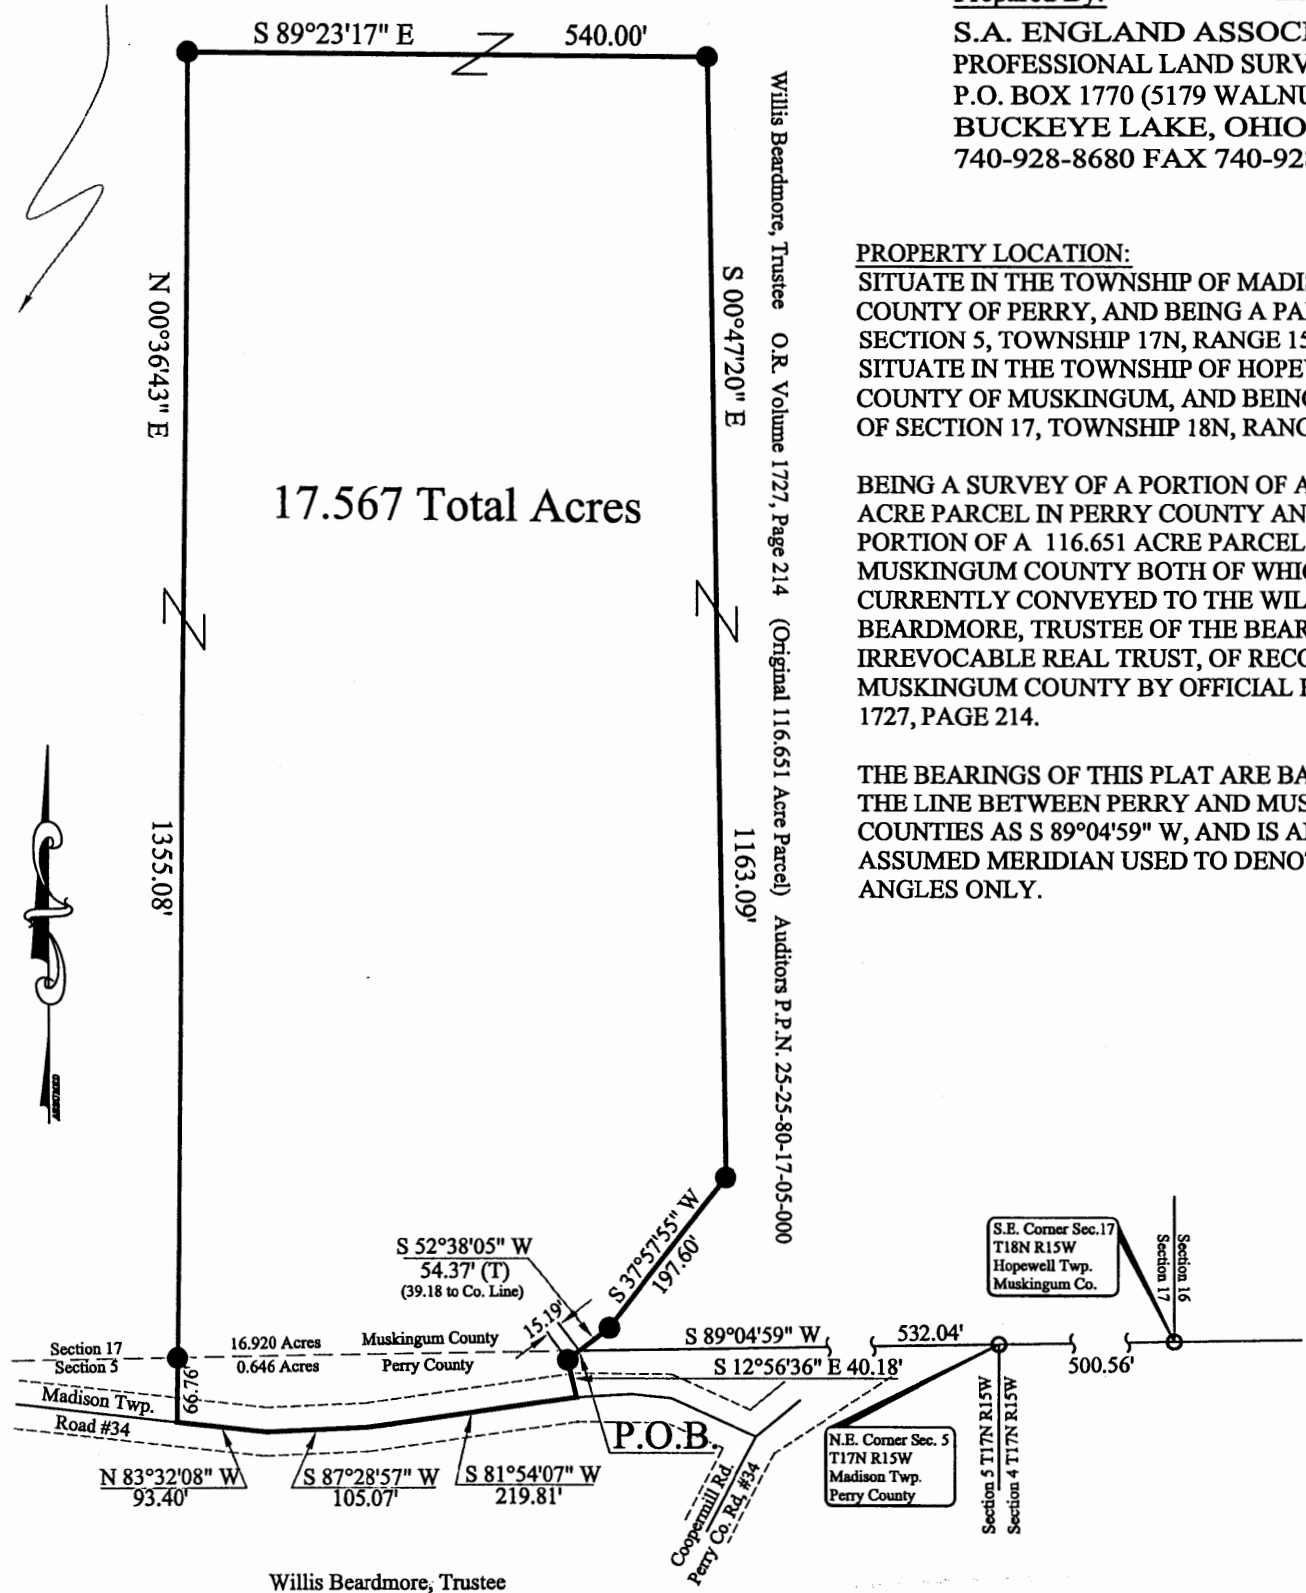 Prepared By:
S.A. ENGLAND ASSOCI
PROFESSIONAL LAND SURV
P.O. BOX 1770 (5179 WALNU
BUCKEYE LAKE, OHIO
740-928-8680 FAX 740-92
S 89°23'17" E 540.00'
N 00°36'43" E
1355.08'
S 00°47'20" E
1163.09'
Willis Beardmore, Trustee O.R. Volume 1727, Page 214 (Original 116.651 Acre Parcel) Auditors P.P.N. 25-25-80-17-05-000
17.567 Total Acres
PROPERTY LOCATION:
SITUATE IN THE TOWNSHIP OF MADI
COUNTY OF PERRY, AND BEING A PA
SECTION 5, TOWNSHIP 17N, RANGE 15
SITUATE IN THE TOWNSHIP OF HOPE
COUNTY OF MUSKINGUM, AND BEING
OF SECTION 17, TOWNSHIP 18N, RANG
BEING A SURVEY OF A PORTION OF A
ACRE PARCEL IN PERRY COUNTY AN
PORTION OF A 116.651 ACRE PARCEL
MUSKINGUM COUNTY BOTH OF WHIC
CURRENTLY CONVEYED TO THE WIL
BEARDMORE, TRUSTEE OF THE BEAR
IRREVOCABLE REAL TRUST, OF RECO
MUSKINGUM COUNTY BY OFFICIAL
1727, PAGE 214.
THE BEARINGS OF THIS PLAT ARE BA
THE LINE BETWEEN PERRY AND MUS
COUNTIES AS S 89°04'59" W, AND IS A
ASSUMED MERIDIAN USED TO DENO
ANGLES ONLY.
S 37°57'55" W
197.60'
S 52°38'05" W
54.37' (T)
(39.18 to Co. Line)
15.19'
S.E. Corner Sec.17
T18N R15W
Hopewell Twp.
Muskingum Co.
Section 16
Section 17
Section 17 16.920 Acres Muskingum County
Section 5 0.646 Acres Perry County
S 89°04'59" W 532.04'
500.56'
S 12°56'36" E 40.18'
66.76'
Madison Twp.
Road #34
P.O.B.
N.E. Corner Sec. 5
T17N R15W
Madison Twp.
Perry County
Section 5 T17N R15W
Section 4 T17N R15W
N 83°32'08" W
93.40'
S 87°28'57" W
105.07'
S 81°54'07" W
219.81'
Coopermill Rd.
Perry Co. Rd, #34
Willis Beardmore, Trustee